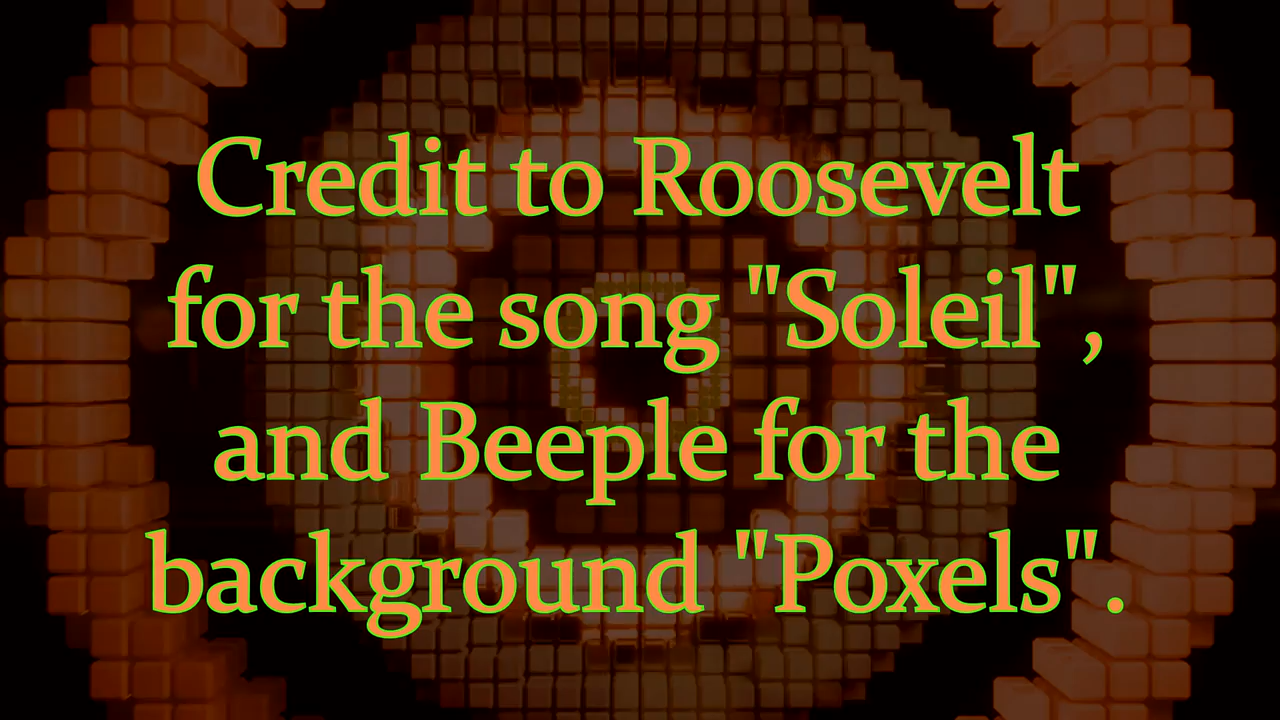 Credit to Roosevelt
for the song "Soleil",
and Beeple for the
background "Poxels".